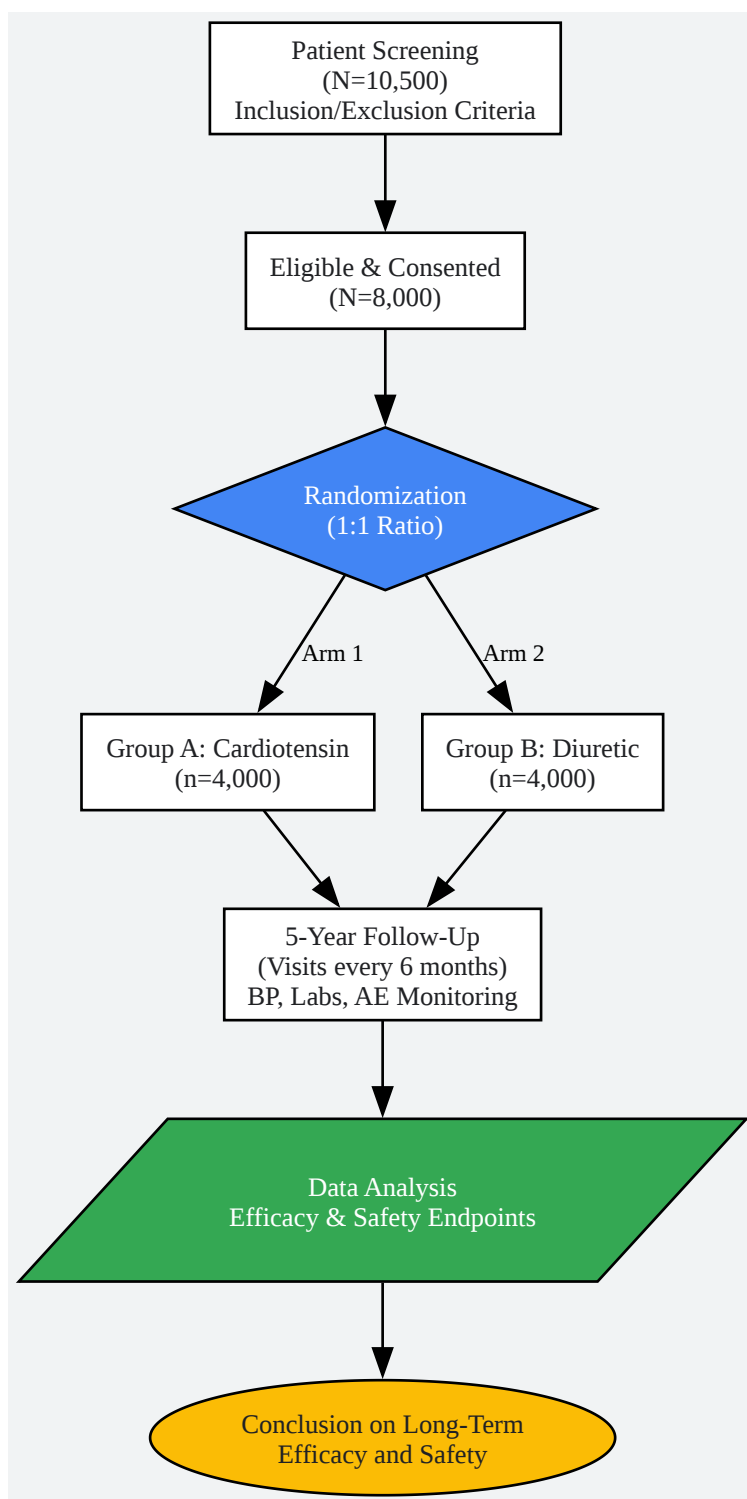 Patient Screening
(N=10,500)
Inclusion/Exclusion Criteria
Eligible & Consented
(N=8,000)
Randomization
(1:1 Ratio)
Arm 1
Arm 2
Group A: Cardiotensin
(n=4,000)
Group B: Diuretic
(n=4,000)
5-Year Follow-Up
(Visits every 6 months)
BP, Labs, AE Monitoring
Data Analysis
Efficacy & Safety Endpoints
Conclusion on Long-Term
Efficacy and Safety